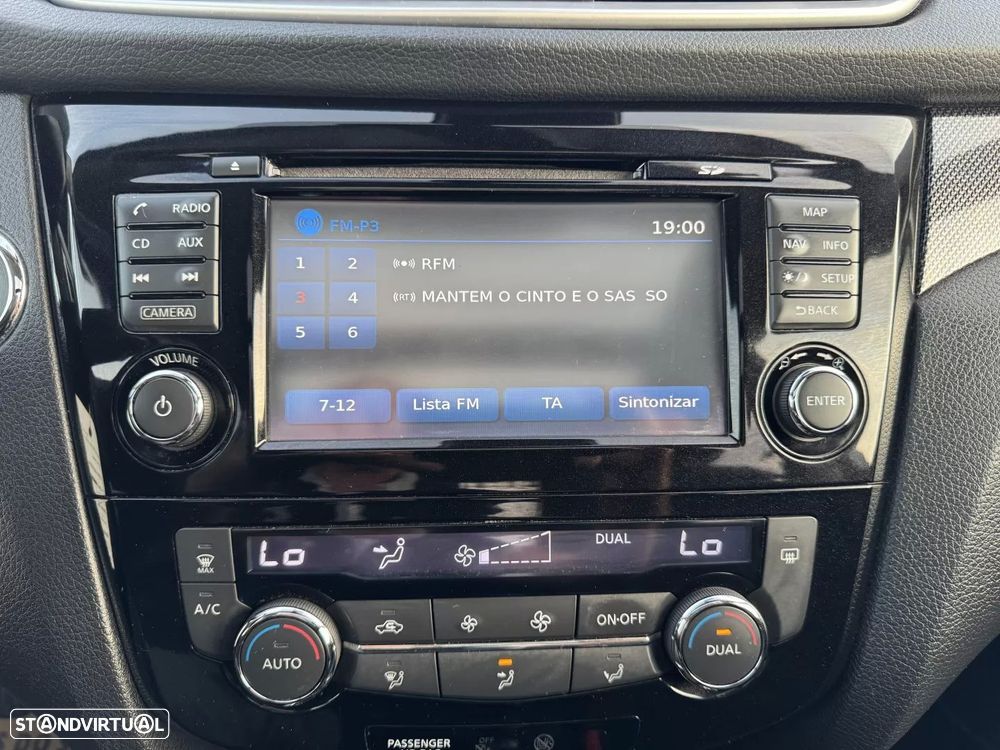 SD
RADIO
CD AUX
CAMERA
VOLUME
FM-P3 19:00
1 2 RFM
3 4 (RT) MANTEM O CINTO E O SAS SO
5 6
7-12 Lista FM TA Sintonizar
MAP
NAV INFO
SETUP
BACK
ENTER
Lo DUAL Lo
MAX
A/C
AUTO
ON·OFF
DUAL
PASSENGER
OFF
STANDVIRTUAL